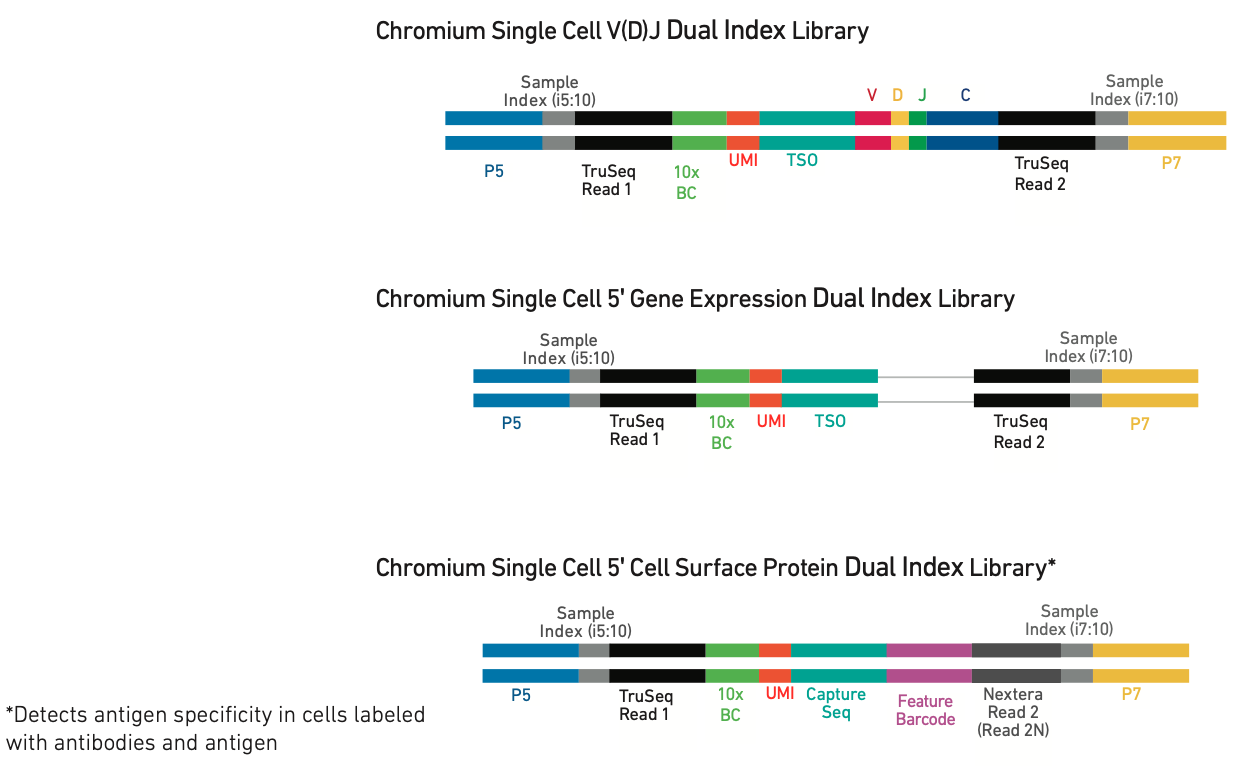 Chromium Single Cell V(D)J Dual Index Library
Sample
Index (i5:10)
V D J C
Sample
Index (i7:10)
P5
TruSeq
Read 1
10x
BC
UMI
TSO
TruSeq
Read 2
P7
Chromium Single Cell 5' Gene Expression Dual Index Library
Sample
Index (i5:10)
Sample
Index (i7:10)
P5
TruSeq
Read 1
10x
BC
UMI
TSO
TruSeq
Read 2
P7
Chromium Single Cell 5' Cell Surface Protein Dual Index Library*
Sample
Index (i5:10)
Sample
Index (i7:10)
P5
TruSeq
Read 1
10x
BC
UMI
Capture
Seq
Feature
Barcode
Nextera
Read 2
(Read 2N)
P7
*Detects antigen specificity in cells labeled
with antibodies and antigen